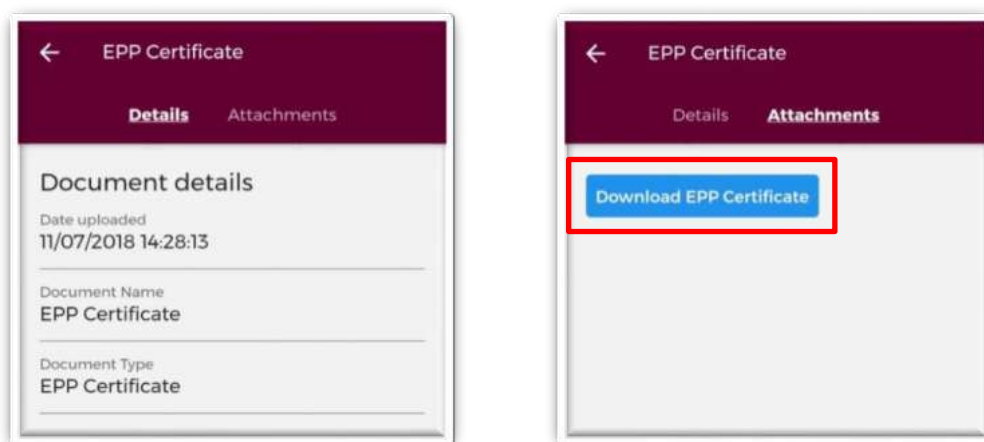 EPP Certificate
Details Attachments
Document details
Date uploaded
11/07/2018 14:28:13
Document Name
EPP Certificate
Document Type
EPP Certificate
EPP Certificate
Details Attachments
Download EPP Certificate